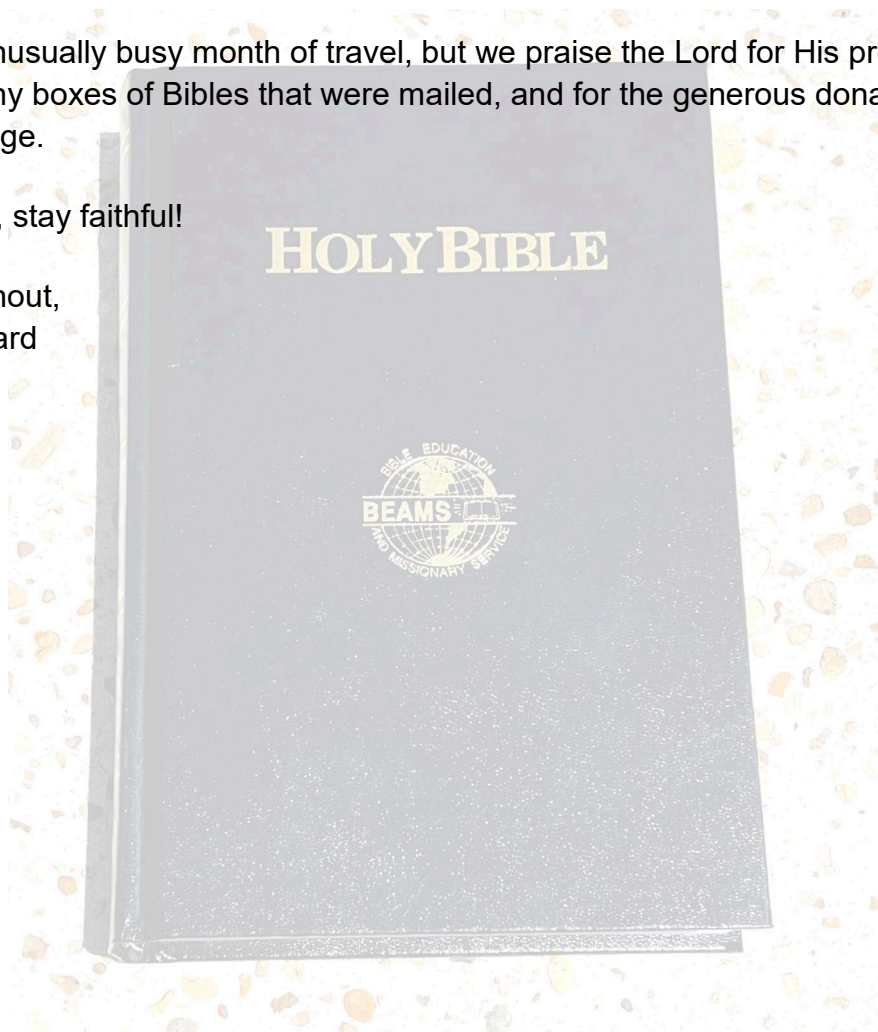 nusually busy month of travel, but we praise the Lord for His pr
ny boxes of Bibles that were mailed, and for the generous dona
ge.
, stay faithful!
HOLY BIBLE
hout,
ard
BIBLE EDUCATION
BEAMS
AND MISSIONARY SERVICE